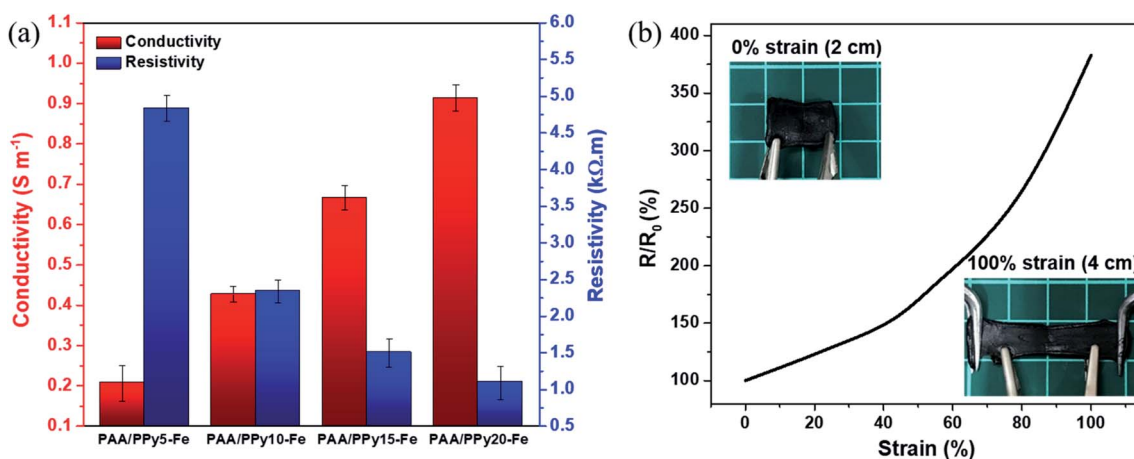 (a)
Conductivity
Resistivity
Conductivity (S m⁻¹)
1.1
1.0
0.9
0.8
0.7
0.6
0.5
0.4
0.3
0.2
0.1
6.0
5.5
5.0
4.5
4.0
3.5
3.0
2.5
2.0
1.5
1.0
0.5
Resistivity (kΩ.m)
PAA/PPy5-Fe PAA/PPy10-Fe PAA/PPy15-Fe PAA/PPy20-Fe
(b)
R/R₀ (%)
400
350
300
250
200
150
100
0% strain (2 cm)
100% strain (4 cm)
0 20 40 60 80 100
Strain (%)